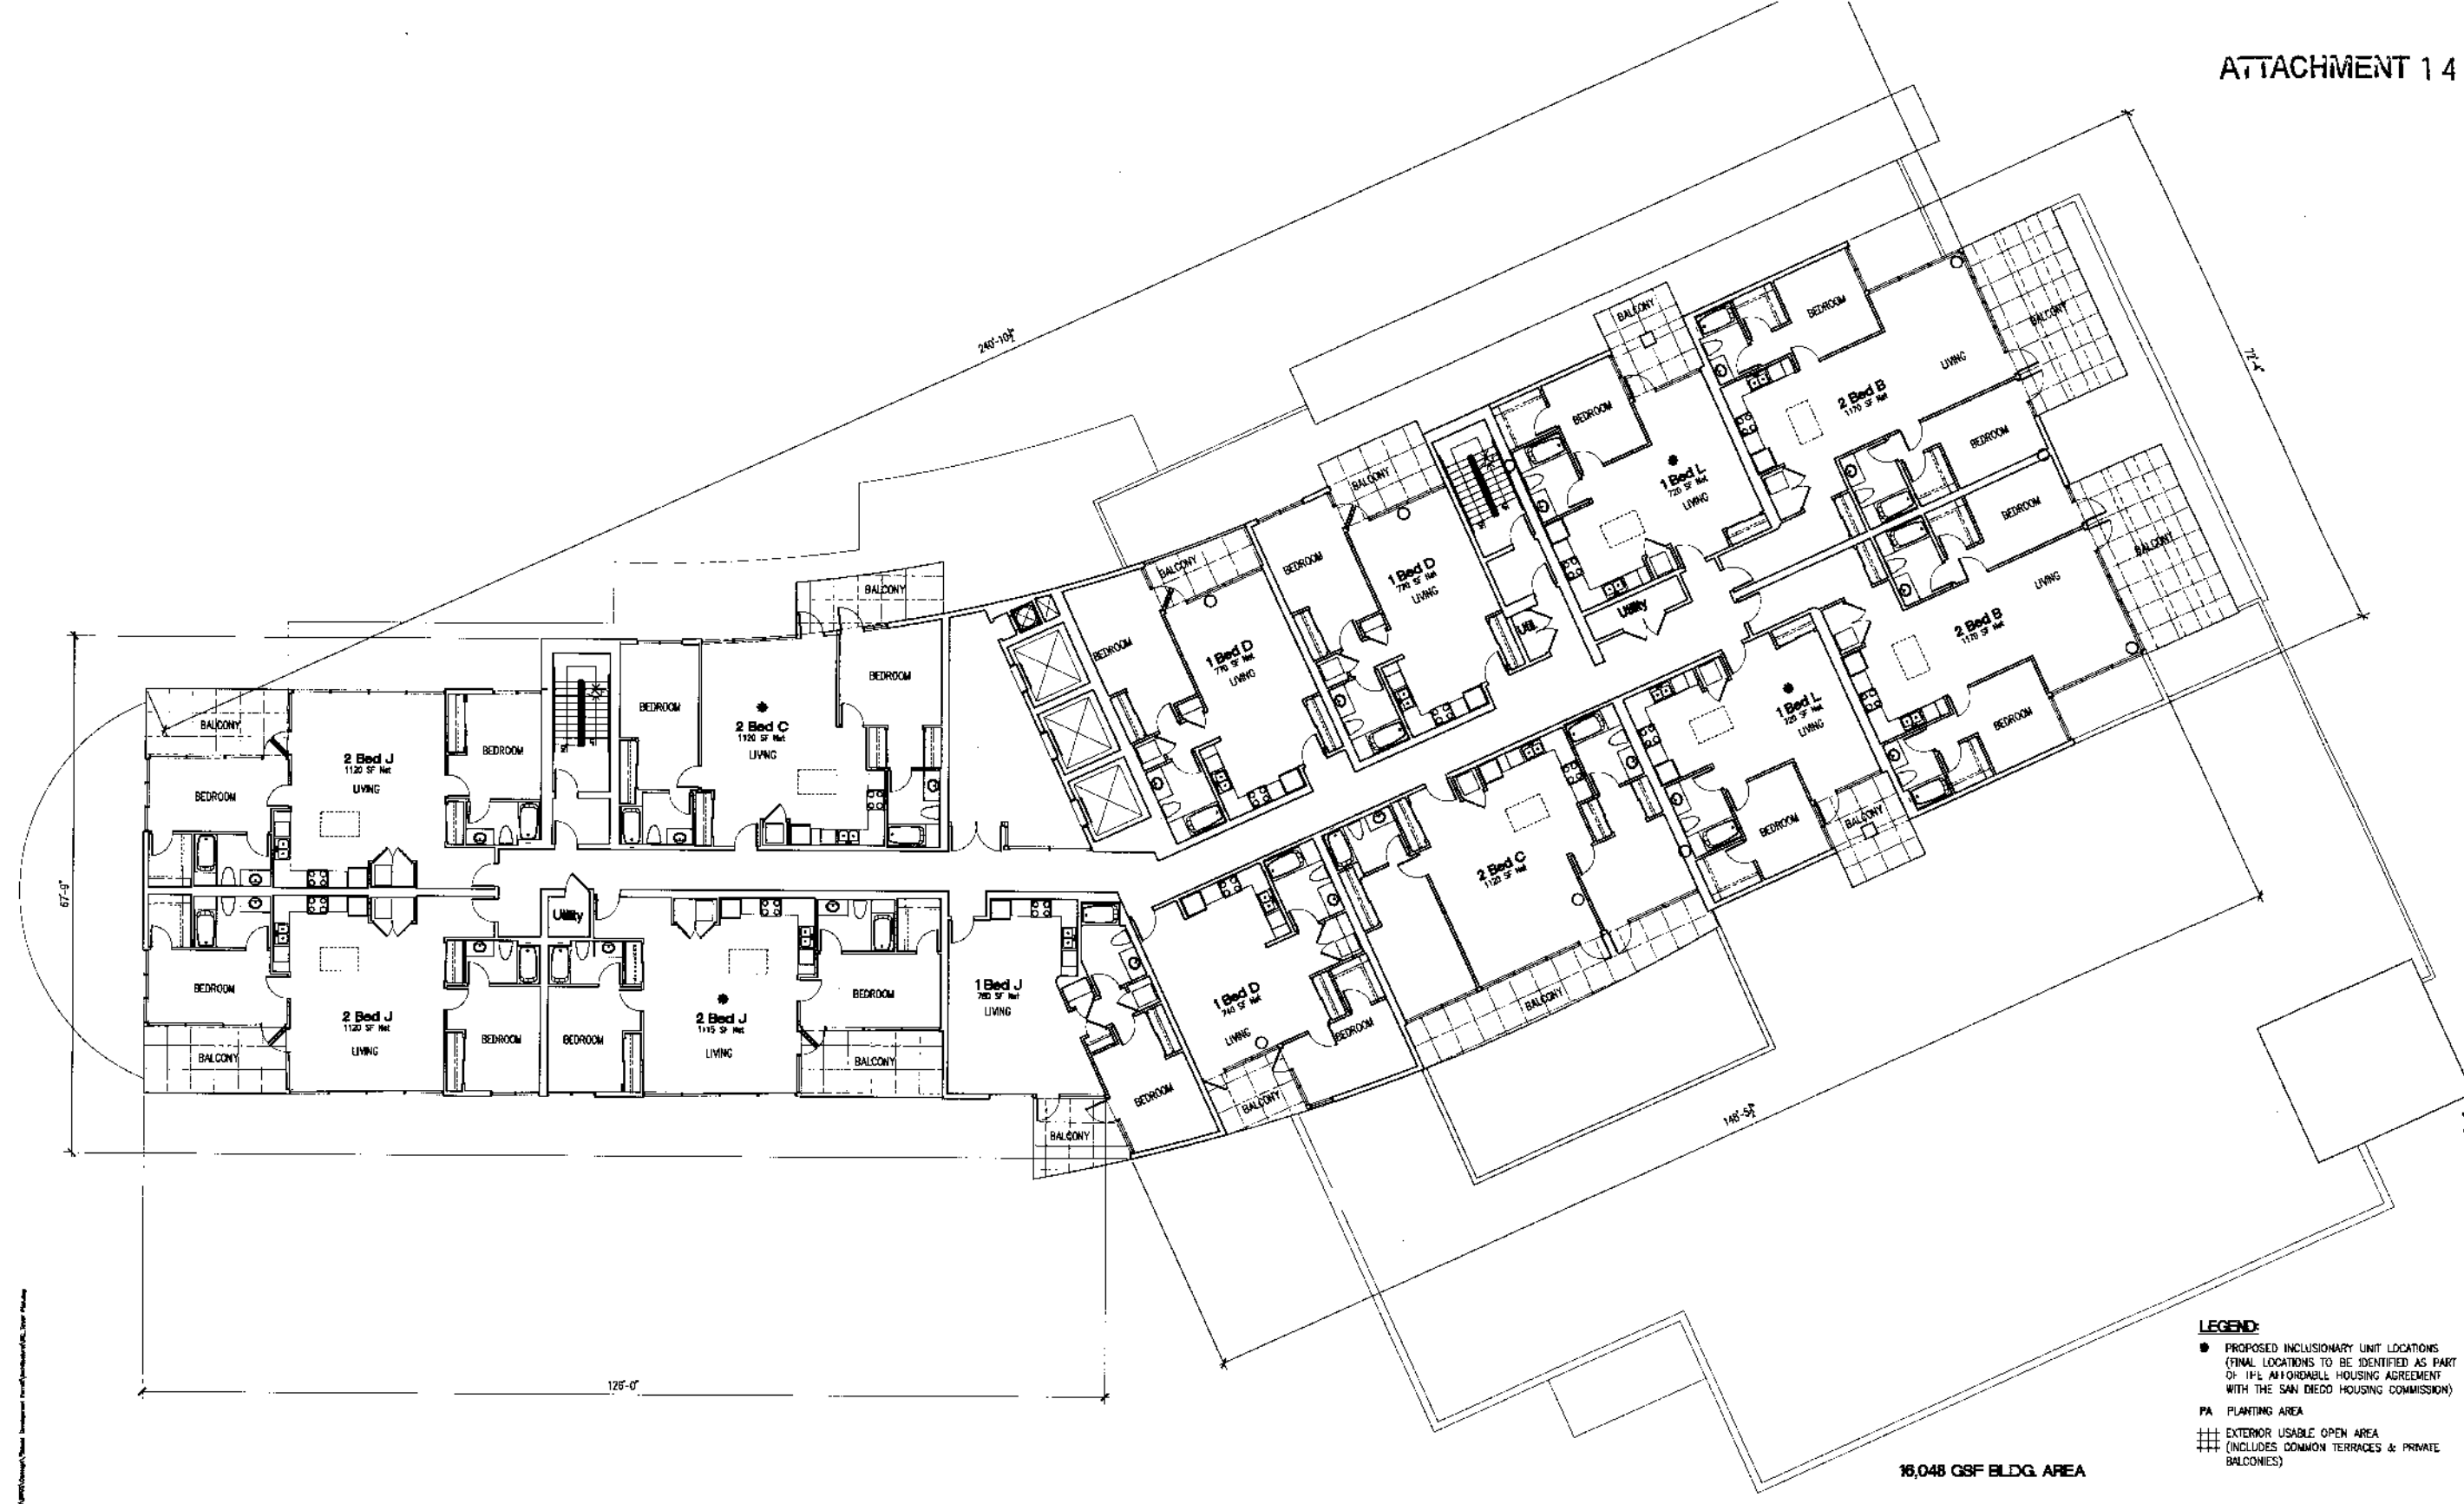 ATTACHMENT 14
240'-10½"
72'-4"
67'-9"
126'-0"
BALCONY
2 Bed J
1120 SF Net
LIVING
BEDROOM
BEDROOM
BEDROOM
2 Bed C
1120 SF Net
LIVING
BALCONY
BEDROOM
BEDROOM
BALCONY
1 Bed D
770 SF Net
LIVING
BEDROOM
BALCONY
1 Bed D
770 SF Net
LIVING
UTIL
BALCONY
BEDROOM
1 Bed L
720 SF Net
LIVING
Utility
BEDROOM
LIVING
BALCONY
2 Bed B
1170 SF Net
BEDROOM
BEDROOM
BALCONY
LIVING
2 Bed B
1170 SF Net
BEDROOM
1 Bed L
720 SF Net
LIVING
BEDROOM
BALCONY
2 Bed C
1120 SF Net
BALCONY
1 Bed D
740 SF Net
LIVING
BEDROOM
BALCONY
1 Bed J
LIVING
BEDROOM
BALCONY
Utility
BEDROOM
2 Bed J
1115 SF Net
LIVING
BEDROOM
BALCONY
BEDROOM
2 Bed J
1120 SF Net
LIVING
BALCONY
BEDROOM
LEGEND:
PROPOSED INCLUSIONARY UNIT LOCATIONS
(FINAL LOCATIONS TO BE IDENTIFIED AS PART
OF THE AFFORDABLE HOUSING AGREEMENT
WITH THE SAN DIEGO HOUSING COMMISSION)
PA PLANTING AREA
EXTERIOR USABLE OPEN AREA
(INCLUDES COMMON TERRACES & PRIVATE
BALCONIES)
16,048 GSF BLDG. AREA